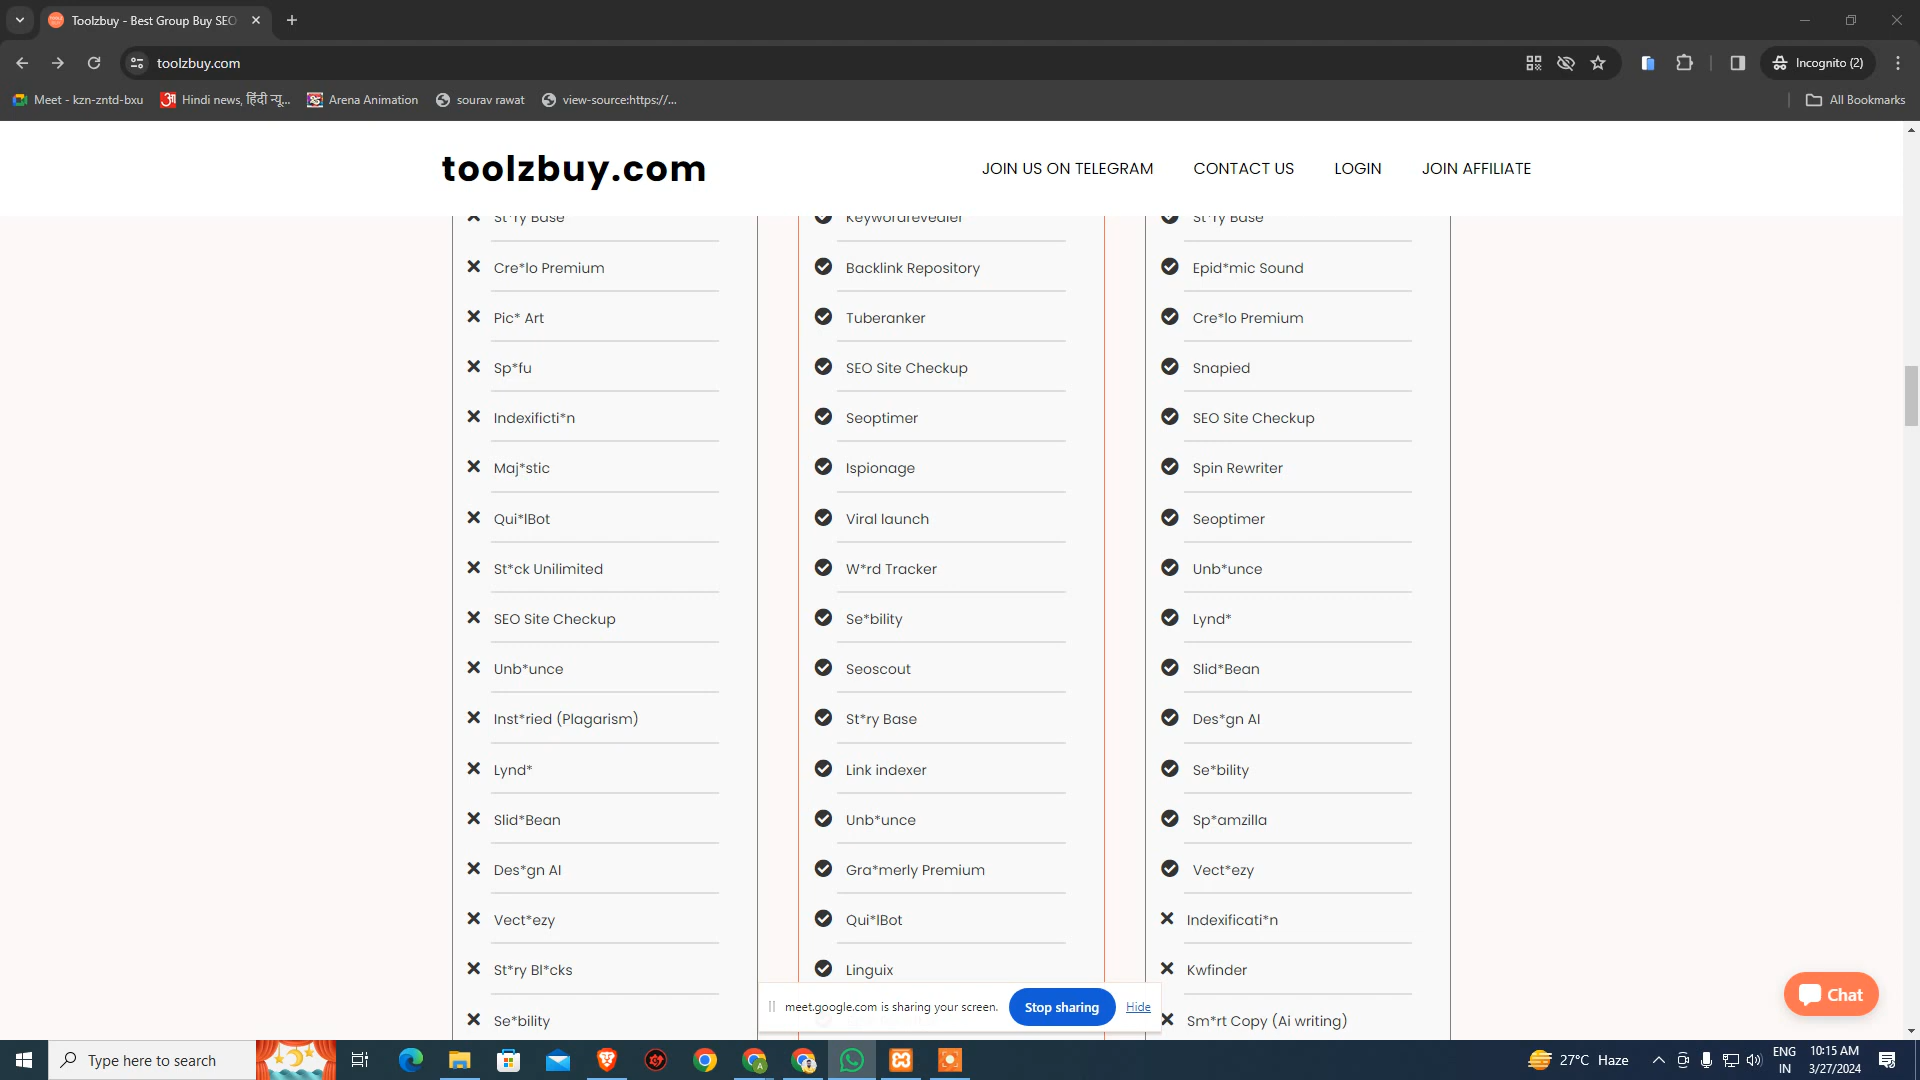 Toolzbuy - Best Group Buy SEO
toolzbuy.com
Incognito (2)
Meet - kzn-zntd-bxu
Hindi news, हिंदी न्यू...
Arena Animation
sourav rawat
view-source:https://...
All Bookmarks
toolzbuy.com
JOIN US ON TELEGRAM
CONTACT US
LOGIN
JOIN AFFILIATE
St*ry Base
Cre*lo Premium
Pic* Art
Sp*fu
Indexificti*n
Maj*stic
Qui*lBot
St*ck Unilimited
SEO Site Checkup
Unb*unce
Inst*ried (Plagarism)
Lynd*
Slid*Bean
Des*gn AI
Vect*ezy
St*ry Bl*cks
Se*bility
Keywordrevealer
Backlink Repository
Tuberanker
SEO Site Checkup
Seoptimer
Ispionage
Viral launch
W*rd Tracker
Se*bility
Seoscout
St*ry Base
Link indexer
Unb*unce
Gra*merly Premium
Qui*lBot
Linguix
St*ry Base
Epid*mic Sound
Cre*lo Premium
Snapied
SEO Site Checkup
Spin Rewriter
Seoptimer
Unb*unce
Lynd*
Slid*Bean
Des*gn AI
Se*bility
Sp*amzilla
Vect*ezy
Indexificati*n
Kwfinder
Sm*rt Copy (Ai writing)
meet.google.com is sharing your screen.
Stop sharing
Hide
Chat
Type here to search
27°C Haze
ENG
IN
10:15 AM
3/27/2024